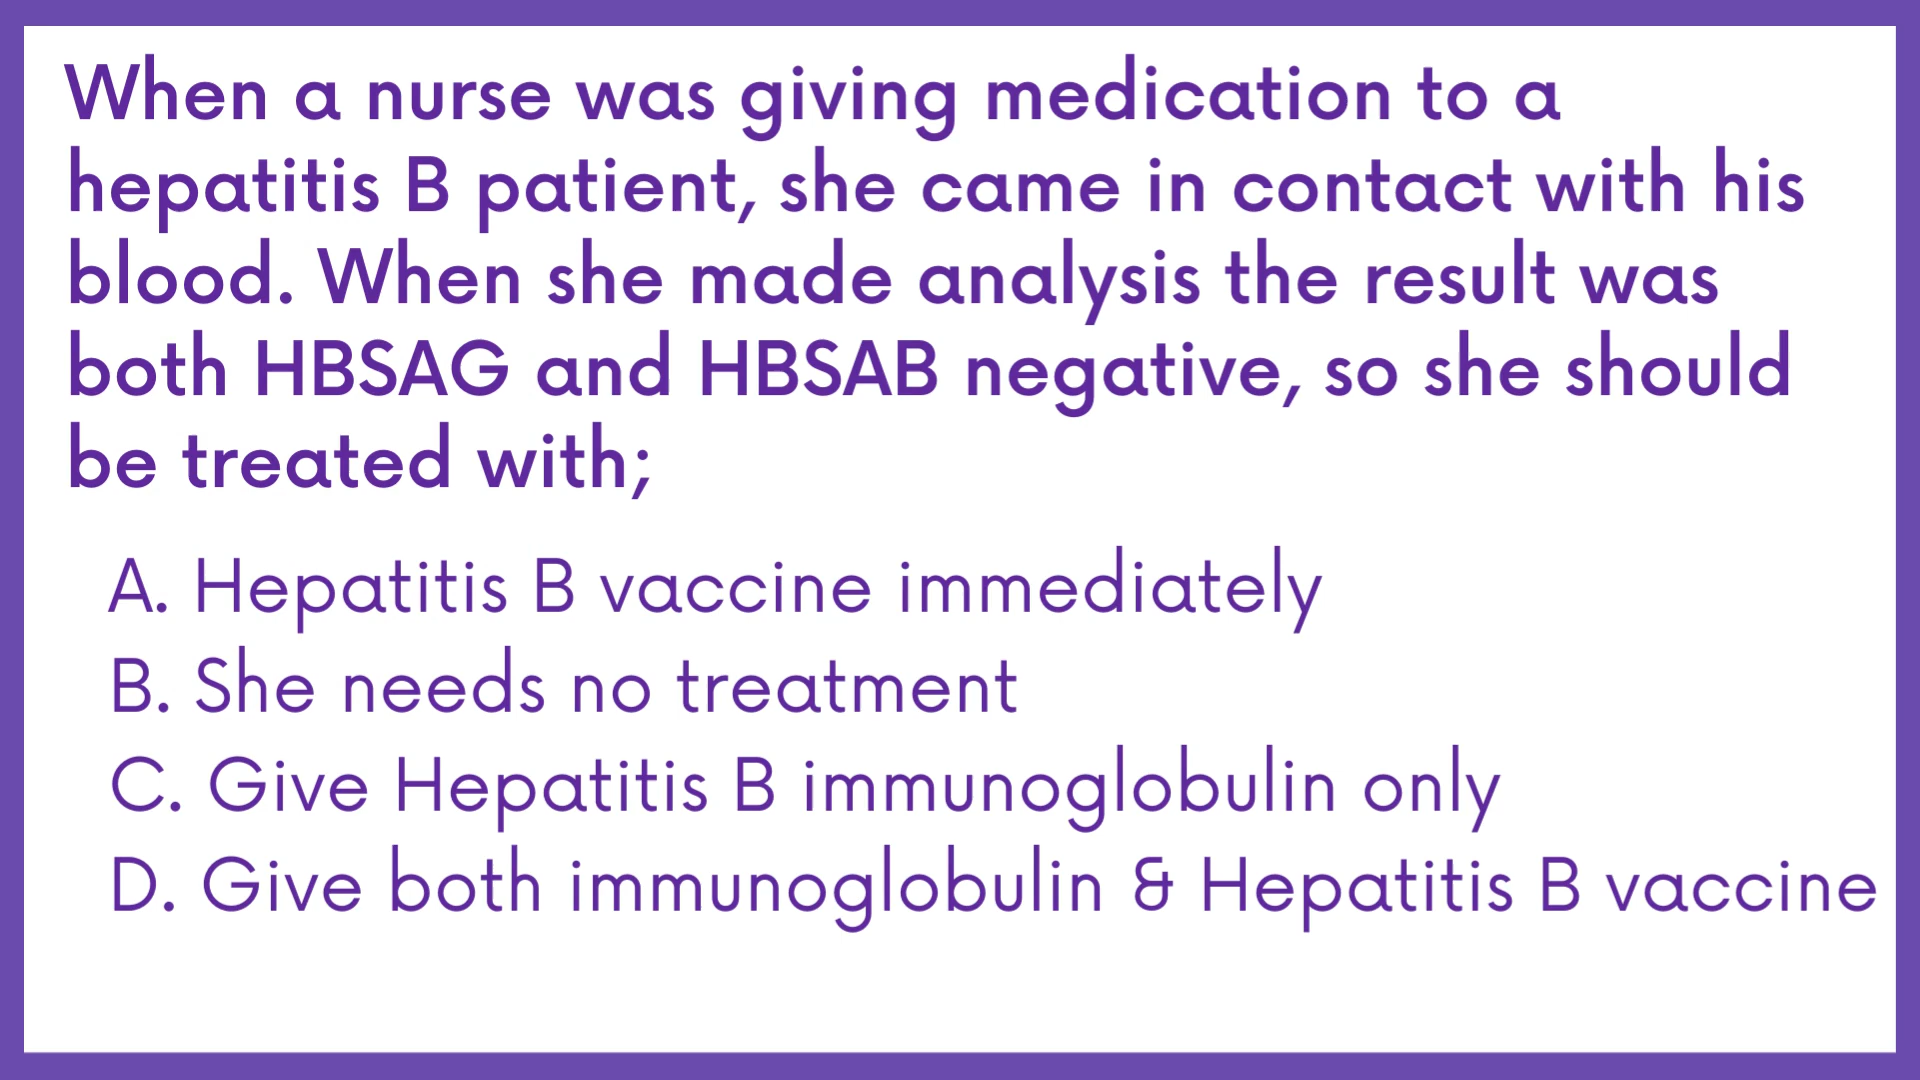 When a nurse was giving medication to a
hepatitis B patient, she came in contact with his
blood. When she made analysis the result was
both HBSAG and HBSAB negative, so she should
be treated with;
A. Hepatitis B vaccine immediately
B. She needs no treatment
C. Give Hepatitis B immunoglobulin only
D. Give both immunoglobulin & Hepatitis B vaccine